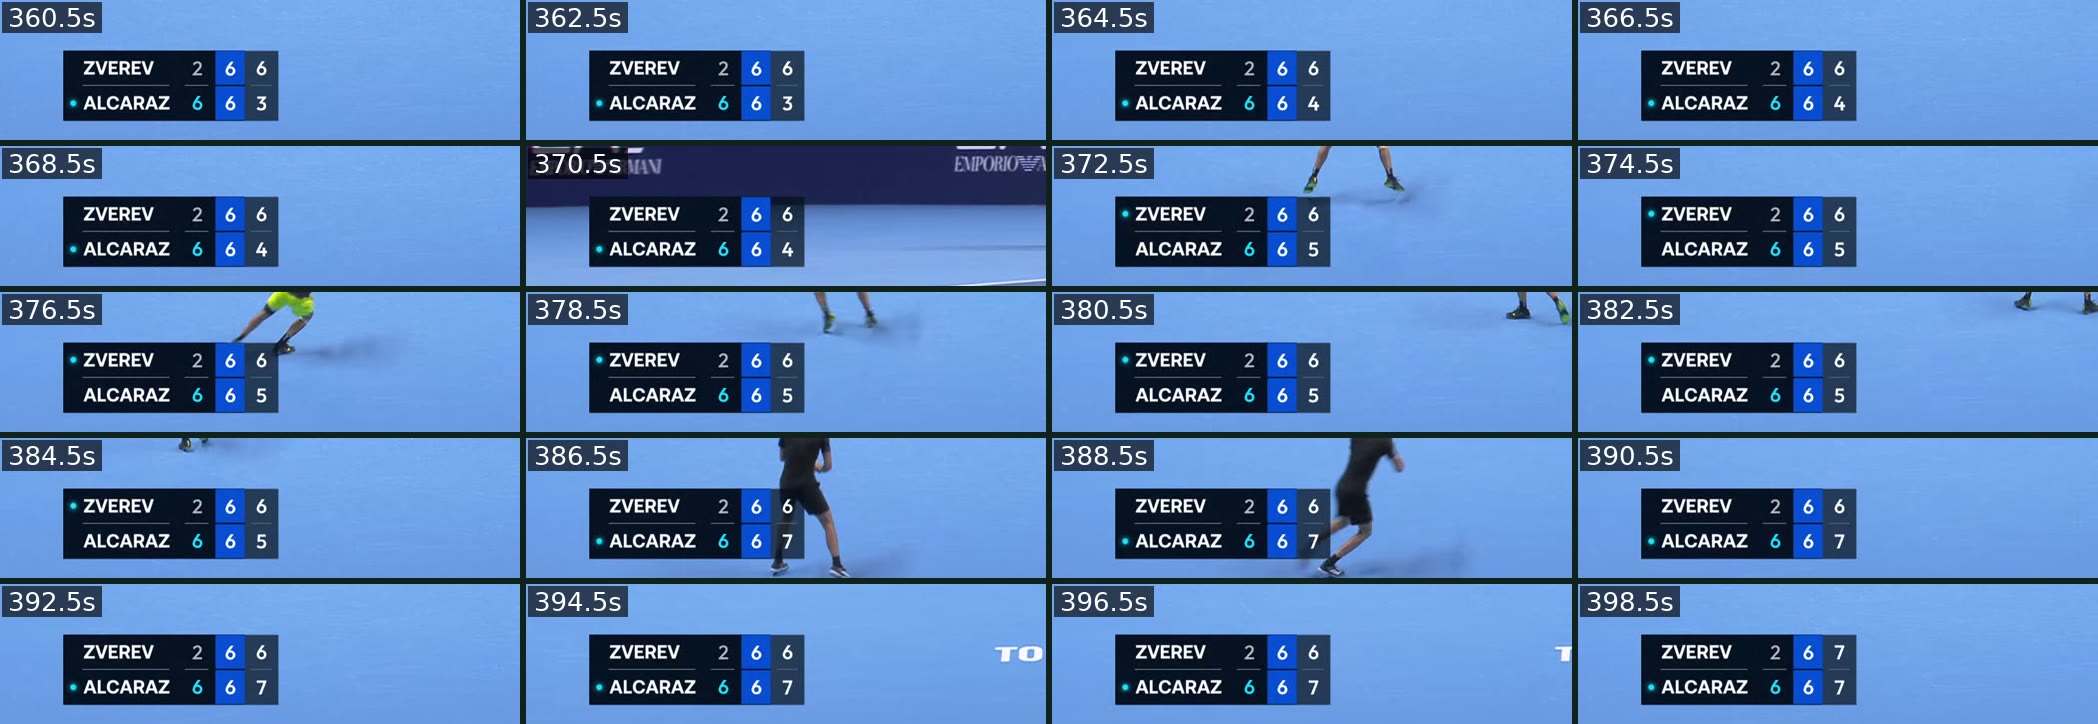 360.5s
ZVEREV 2 6 6
ALCARAZ 6 6 3
362.5s
ZVEREV 2 6 6
ALCARAZ 6 6 3
364.5s
ZVEREV 2 6 6
ALCARAZ 6 6 4
366.5s
ZVEREV 2 6 6
ALCARAZ 6 6 4
368.5s
ZVEREV 2 6 6
ALCARAZ 6 6 4
370.5s
EMPORIO
ZVEREV 2 6 6
ALCARAZ 6 6 4
372.5s
ZVEREV 2 6 6
ALCARAZ 6 6 5
374.5s
ZVEREV 2 6 6
ALCARAZ 6 6 5
376.5s
ZVEREV 2 6 6
ALCARAZ 6 6 5
378.5s
ZVEREV 2 6 6
ALCARAZ 6 6 5
380.5s
ZVEREV 2 6 6
ALCARAZ 6 6 5
382.5s
ZVEREV 2 6 6
ALCARAZ 6 6 5
384.5s
ZVEREV 2 6 6
ALCARAZ 6 6 5
386.5s
ZVEREV 2 6 6
ALCARAZ 6 6 7
388.5s
ZVEREV 2 6 6
ALCARAZ 6 6 7
390.5s
ZVEREV 2 6 6
ALCARAZ 6 6 7
392.5s
ZVEREV 2 6 6
ALCARAZ 6 6 7
394.5s
ZVEREV 2 6 6
TO
ALCARAZ 6 6 7
396.5s
ZVEREV 2 6 6
T
ALCARAZ 6 6 7
398.5s
ZVEREV 2 6 7
ALCARAZ 6 6 7